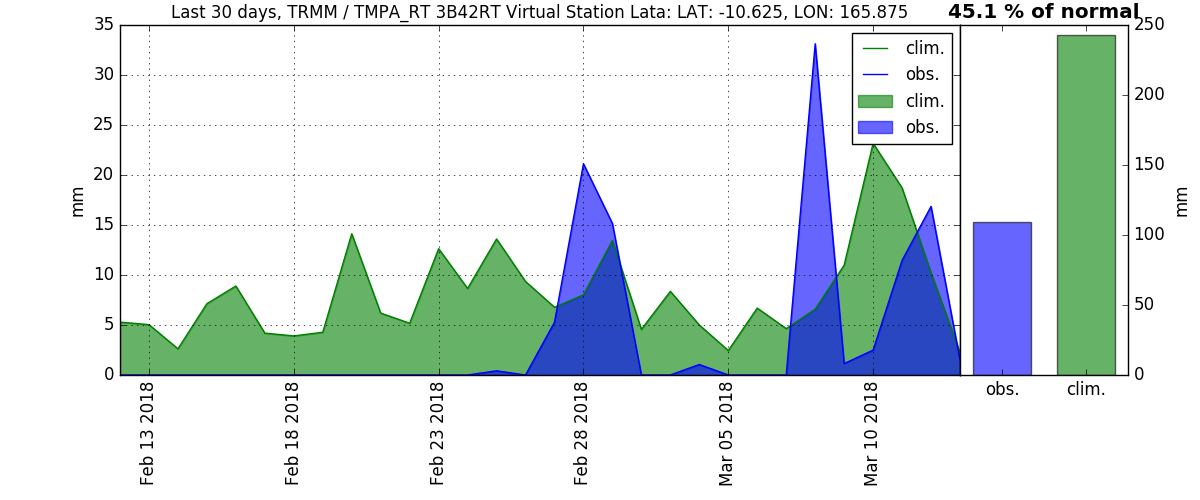 Last 30 days, TRMM / TMPA_RT 3B42RT Virtual Station Lata: LAT: -10.625, LON: 165.875
45.1 % of normal
35
30
25
20
15
10
5
0
mm
clim.
obs.
clim.
obs.
Feb 13 2018
Feb 18 2018
Feb 23 2018
Feb 28 2018
Mar 05 2018
Mar 10 2018
250
200
150
100
50
0
mm
obs.
clim.